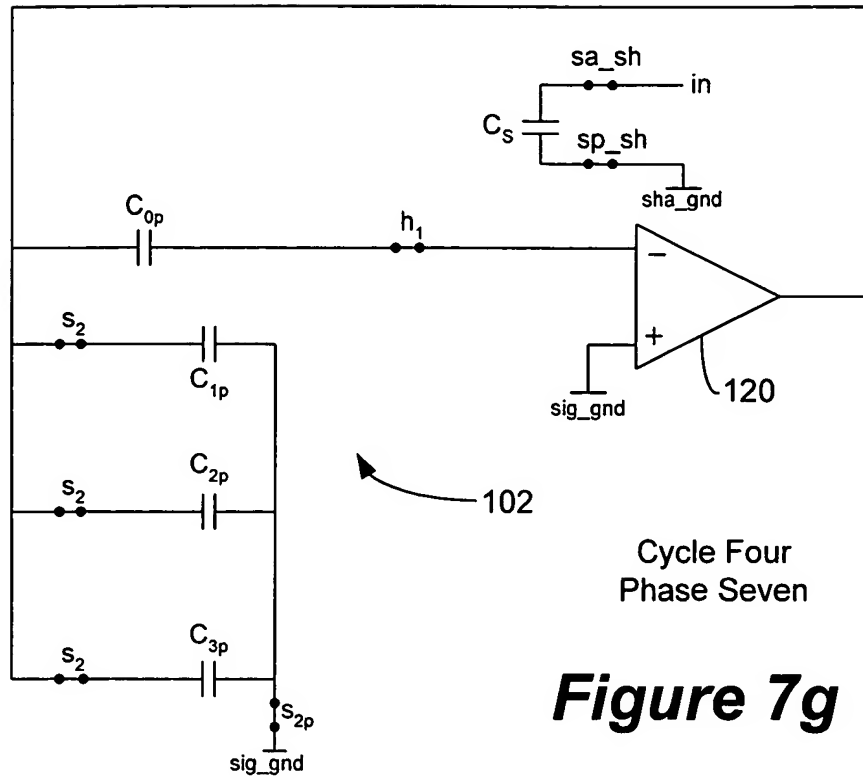 sa_sh
in
C_S
sp_sh
sha_gnd
C_0p
h_1
−
s_2
C_1p
+
sig_gnd
120
C_2p
s_2
102
Cycle Four
Phase Seven
C_3p
s_2
s_2p
sig_gnd
Figure 7g